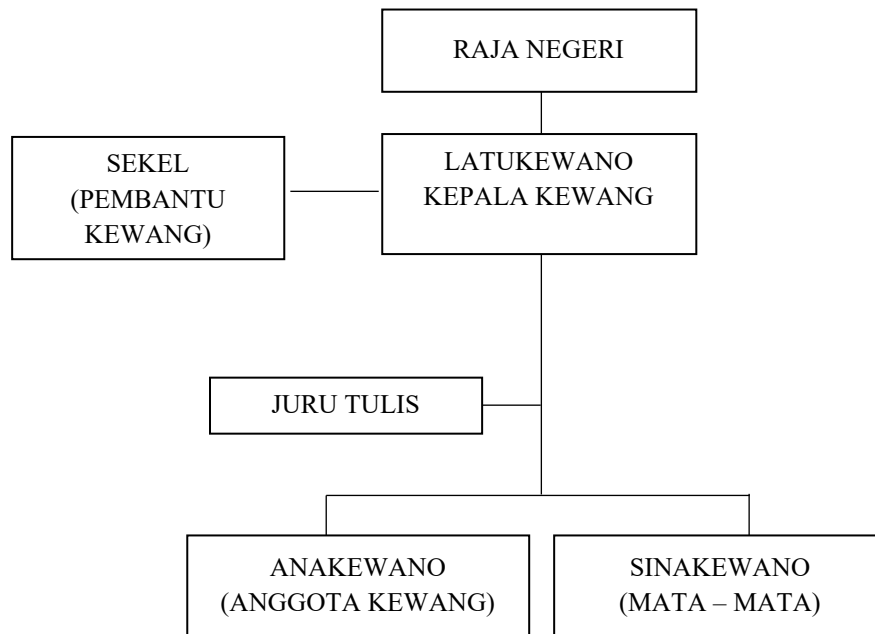 RAJA NEGERI
SEKEL
(PEMBANTU
KEWANG)
LATUKEWANO
KEPALA KEWANG
JURU TULIS
ANAKEWANO
(ANGGOTA KEWANG)
SINAKEWANO
(MATA – MATA)